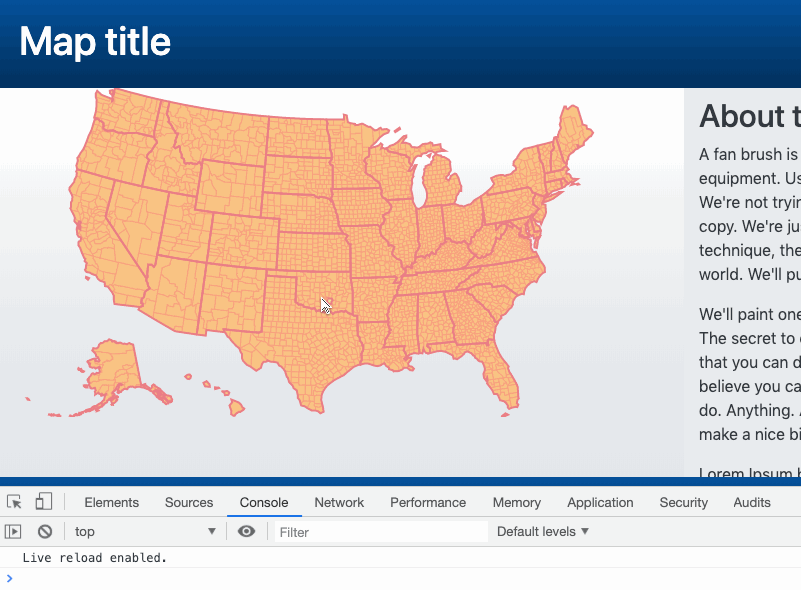 Map title
About t
A fan brush is
equipment. Us
We're not tryin
copy. We're ju
technique, the
world. We'll pu
We'll paint one
The secret to
that you can d
believe you ca
do. Anything.
make a nice bi
Lorem Ipsum
Elements Sources Console Network Performance Memory Application Security Audits
top Filter Default levels
Live reload enabled.